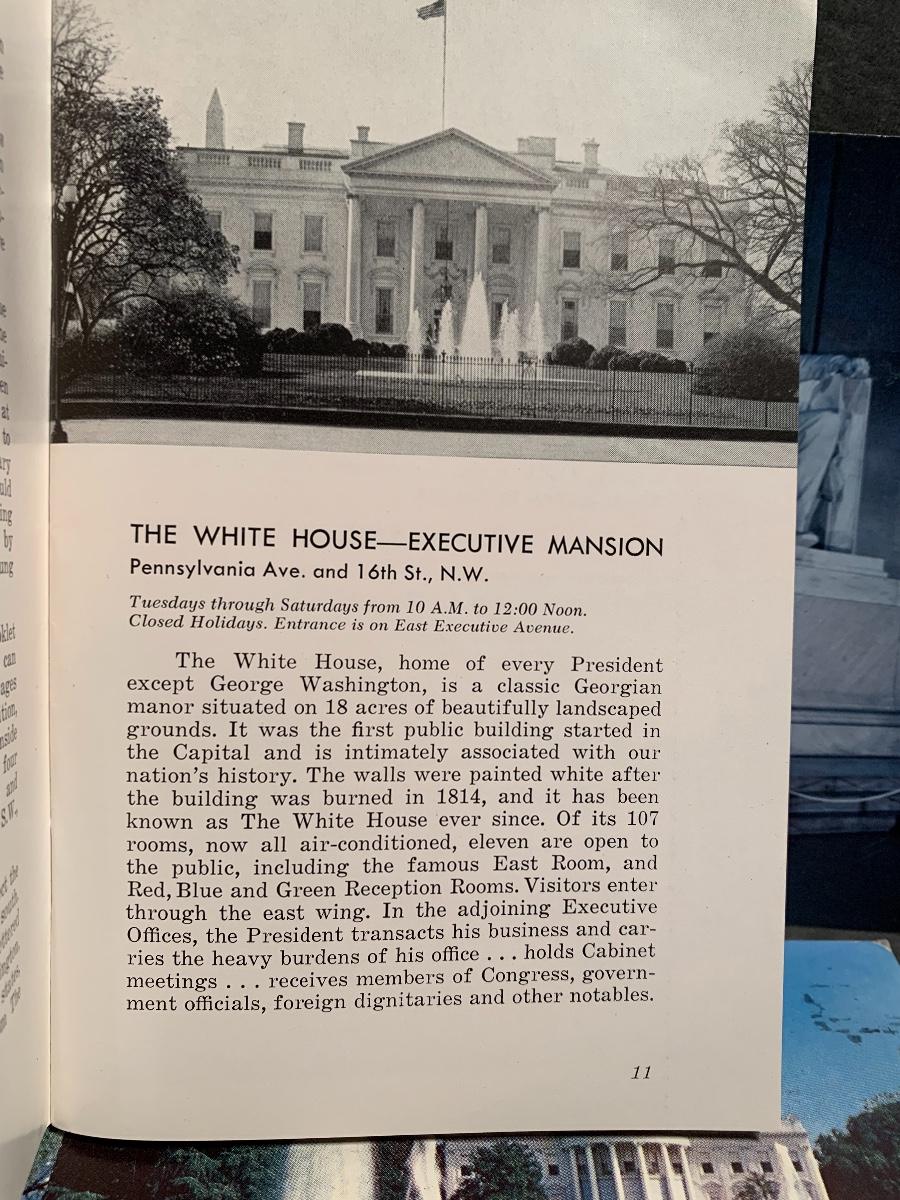 THE WHITE HOUSE—EXECUTIVE MANSION
Pennsylvania Ave. and 16th St., N.W.
Tuesdays through Saturdays from 10 A.M. to 12:00 Noon.
Closed Holidays. Entrance is on East Executive Avenue.
The White House, home of every President
except George Washington, is a classic Georgian
manor situated on 18 acres of beautifully landscaped
grounds. It was the first public building started in
the Capital and is intimately associated with our
nation's history. The walls were painted white after
the building was burned in 1814, and it has been
known as The White House ever since. Of its 107
rooms, now all air-conditioned, eleven are open to
the public, including the famous East Room, and
Red, Blue and Green Reception Rooms. Visitors enter
through the east wing. In the adjoining Executive
Offices, the President transacts his business and car-
ries the heavy burdens of his office . . . holds Cabinet
meetings . . . receives members of Congress, govern-
ment officials, foreign dignitaries and other notables.
11